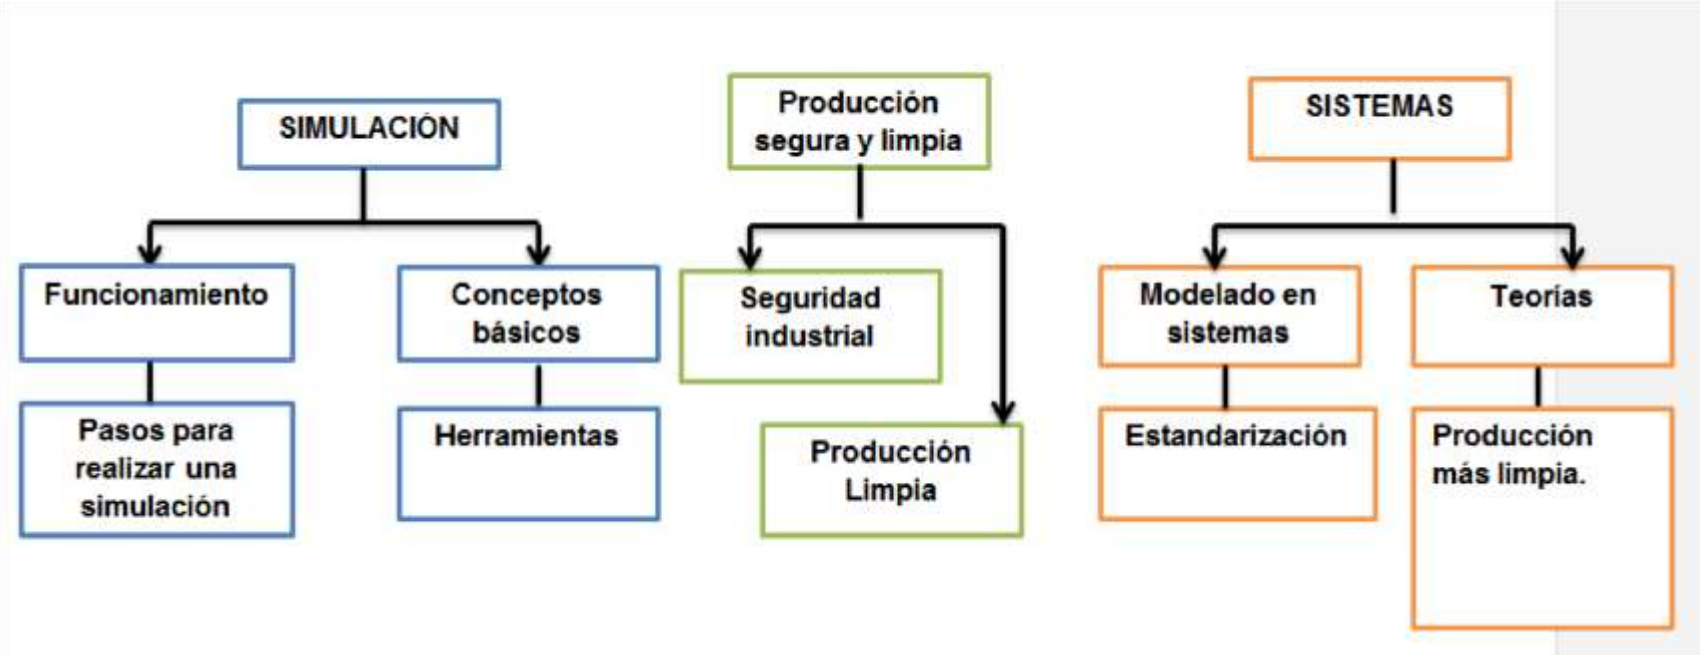 SIMULACIÓN
Funcionamiento
Pasos para
realizar una
simulación
Conceptos
básicos
Herramientas
Producción
segura y limpia
Seguridad
industrial
Producción
Limpia
SISTEMAS
Modelado en
sistemas
Estandarización
Teorías
Producción
más limpia.